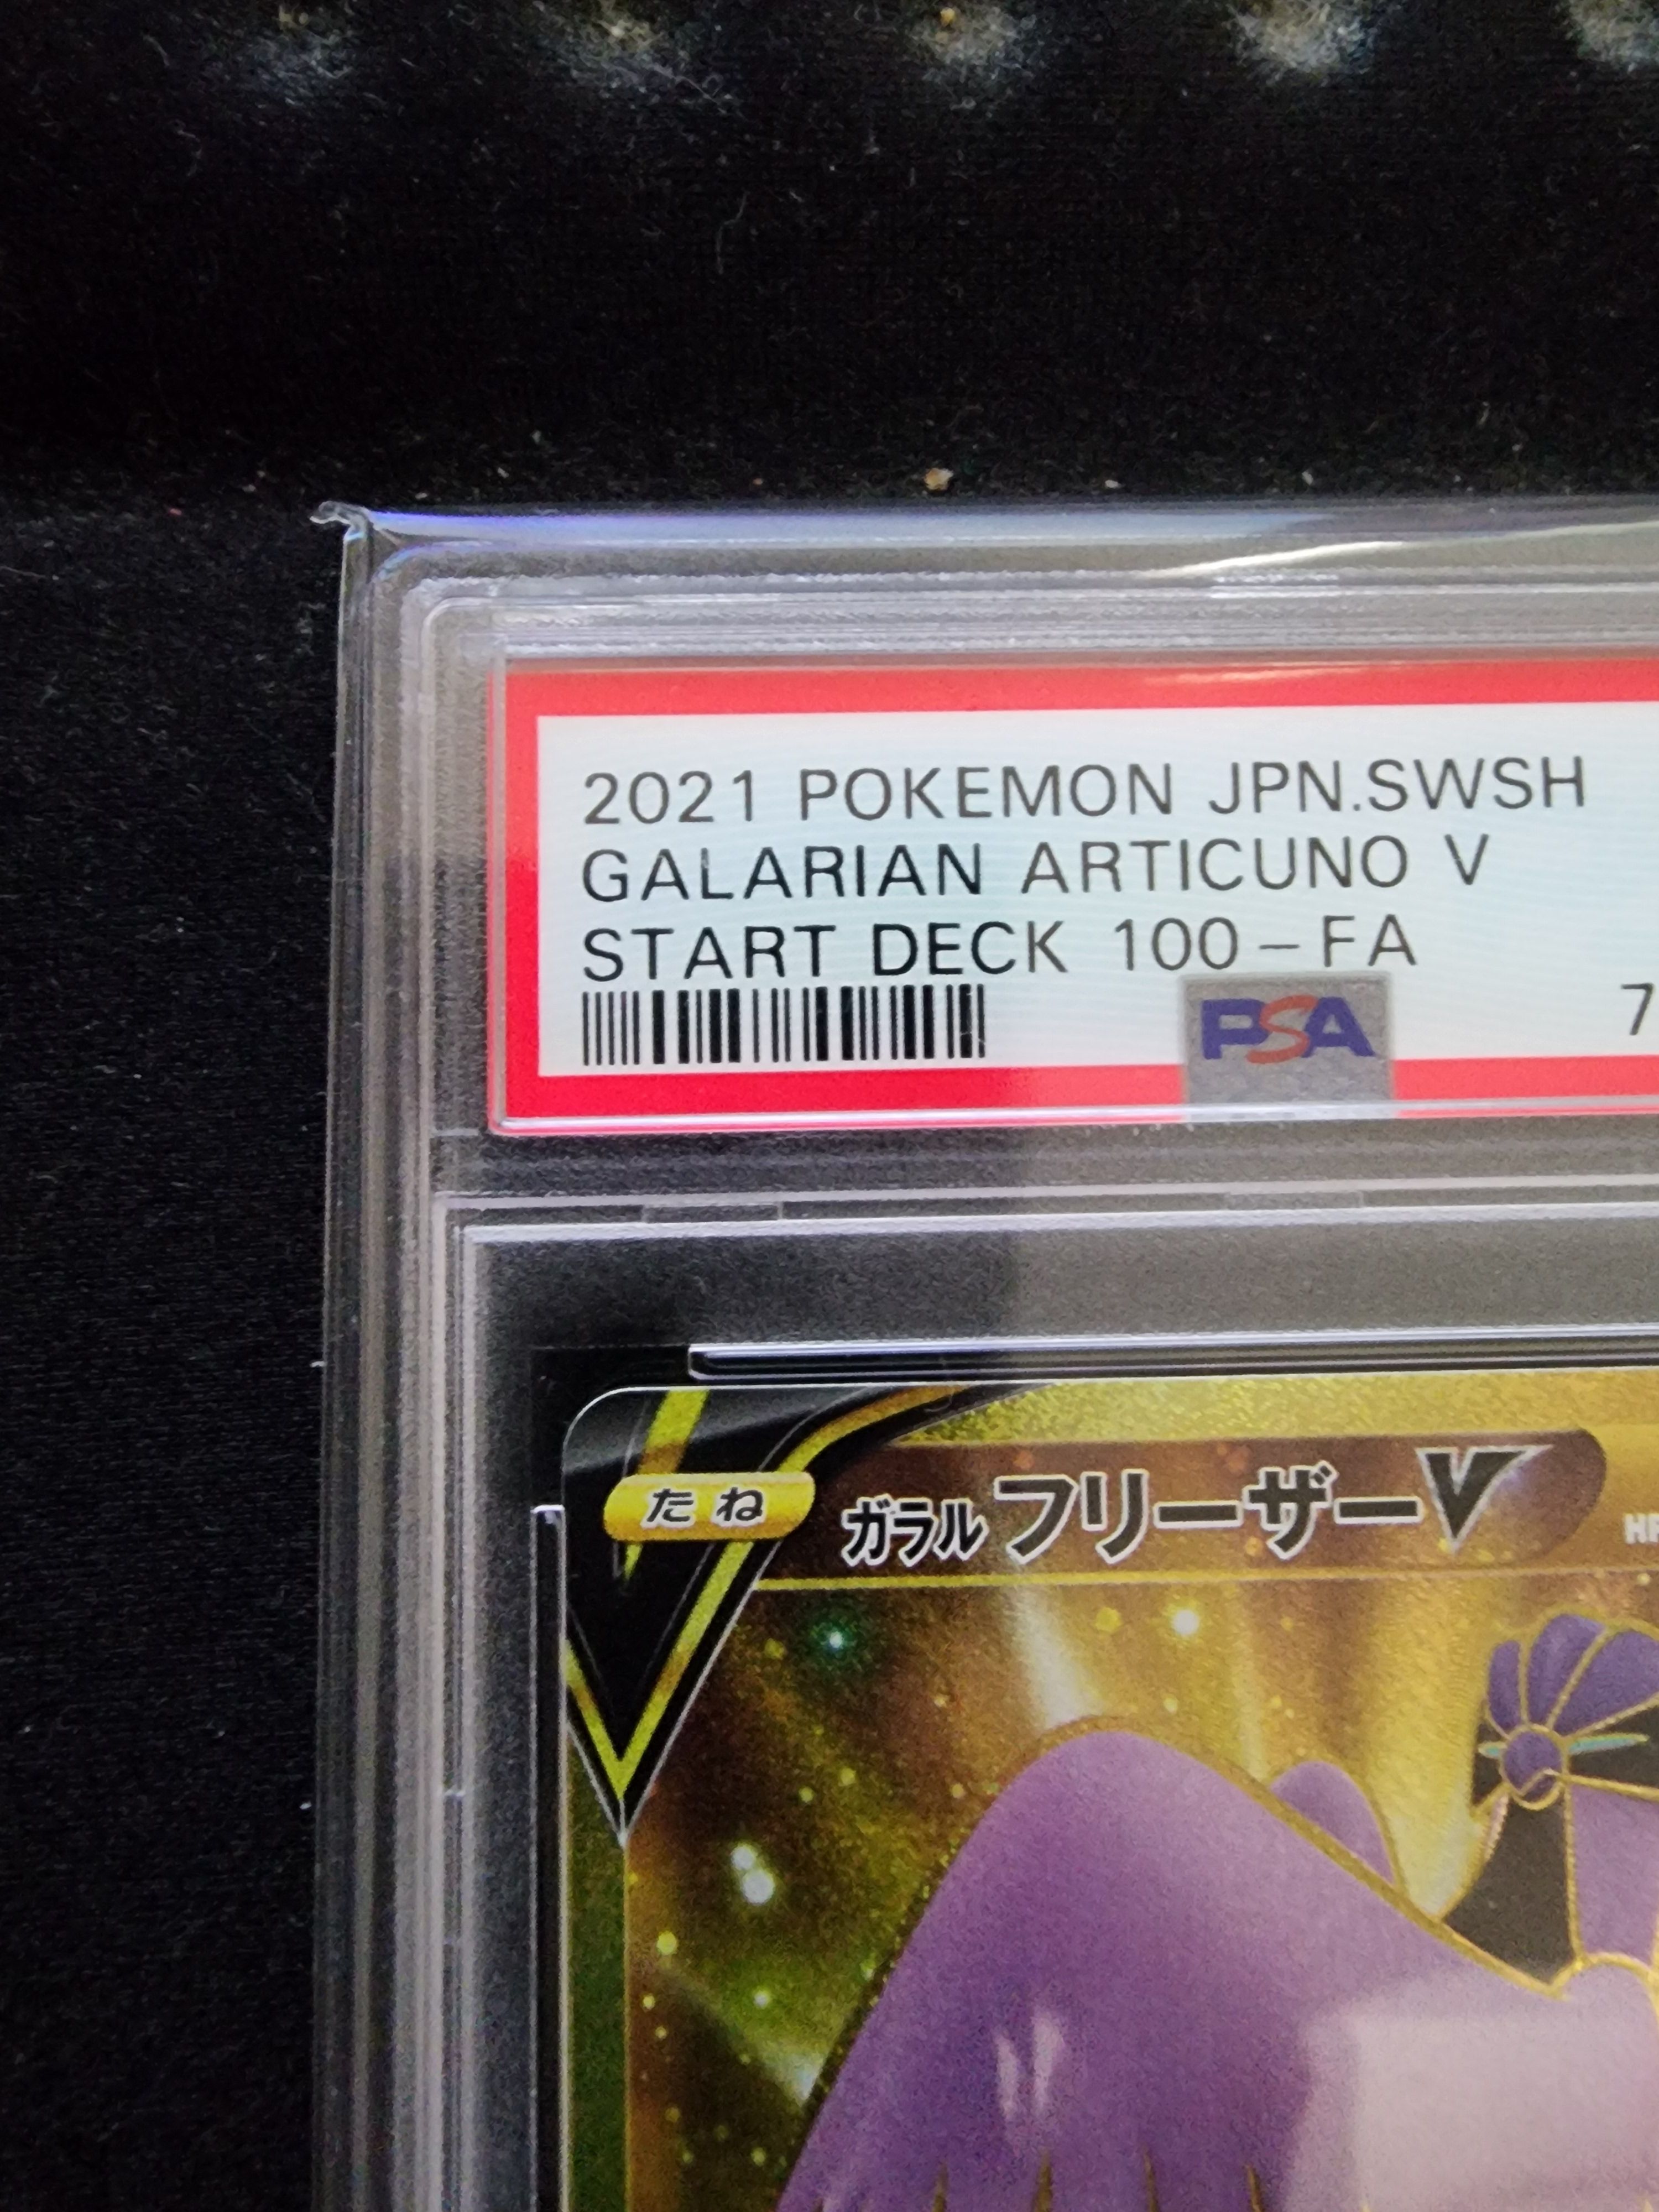 2021 POKEMON JPN.SWSH
GALARIAN ARTICUNO V
START DECK 100-FA
PSA
7
たね ガラル フリーザーV